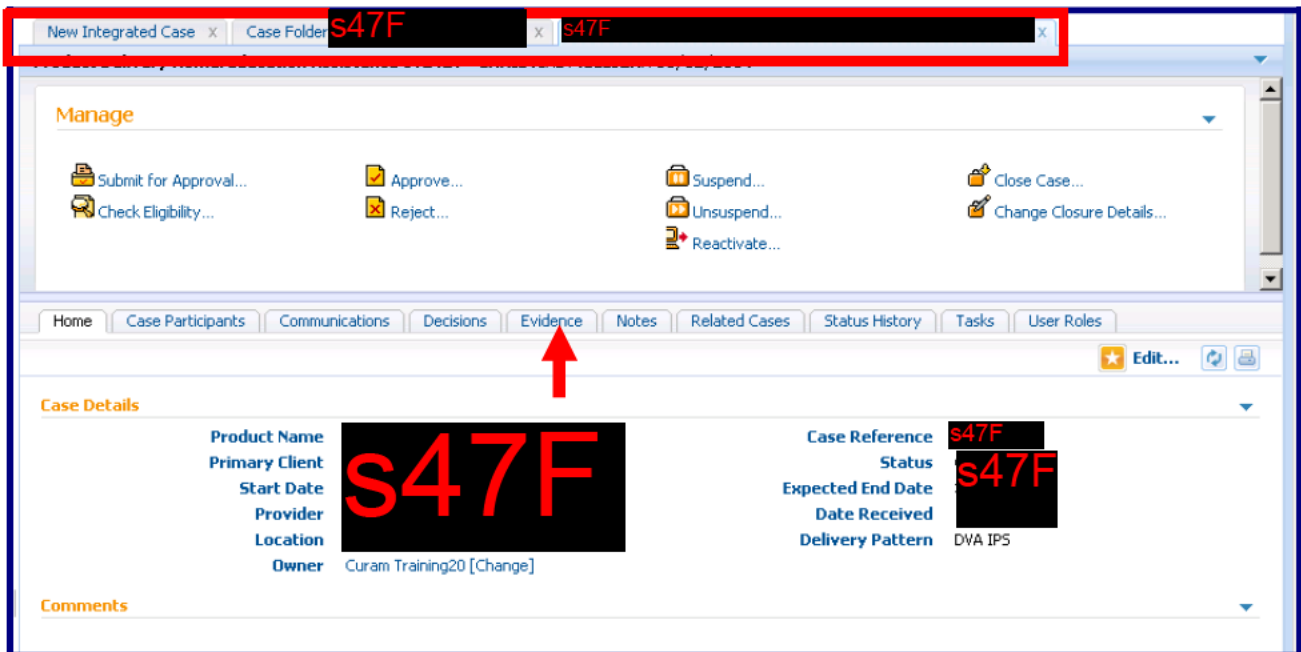 New Integrated Case x Case Folder s47F x s47F x
Manage
Submit for Approval... Approve... Suspend... Close Case...
Check Eligibility... Reject... Unsuspend... Change Closure Details...
Reactivate...
Home Case Participants Communications Decisions Evidence Notes Related Cases Status History Tasks User Roles
Edit...
Case Details
Product Name s47F Case Reference s47F
Primary Client Status s47F
Start Date Expected End Date
Provider Date Received
Location Delivery Pattern DVA IPS
Owner Curam Training20 [Change]
Comments